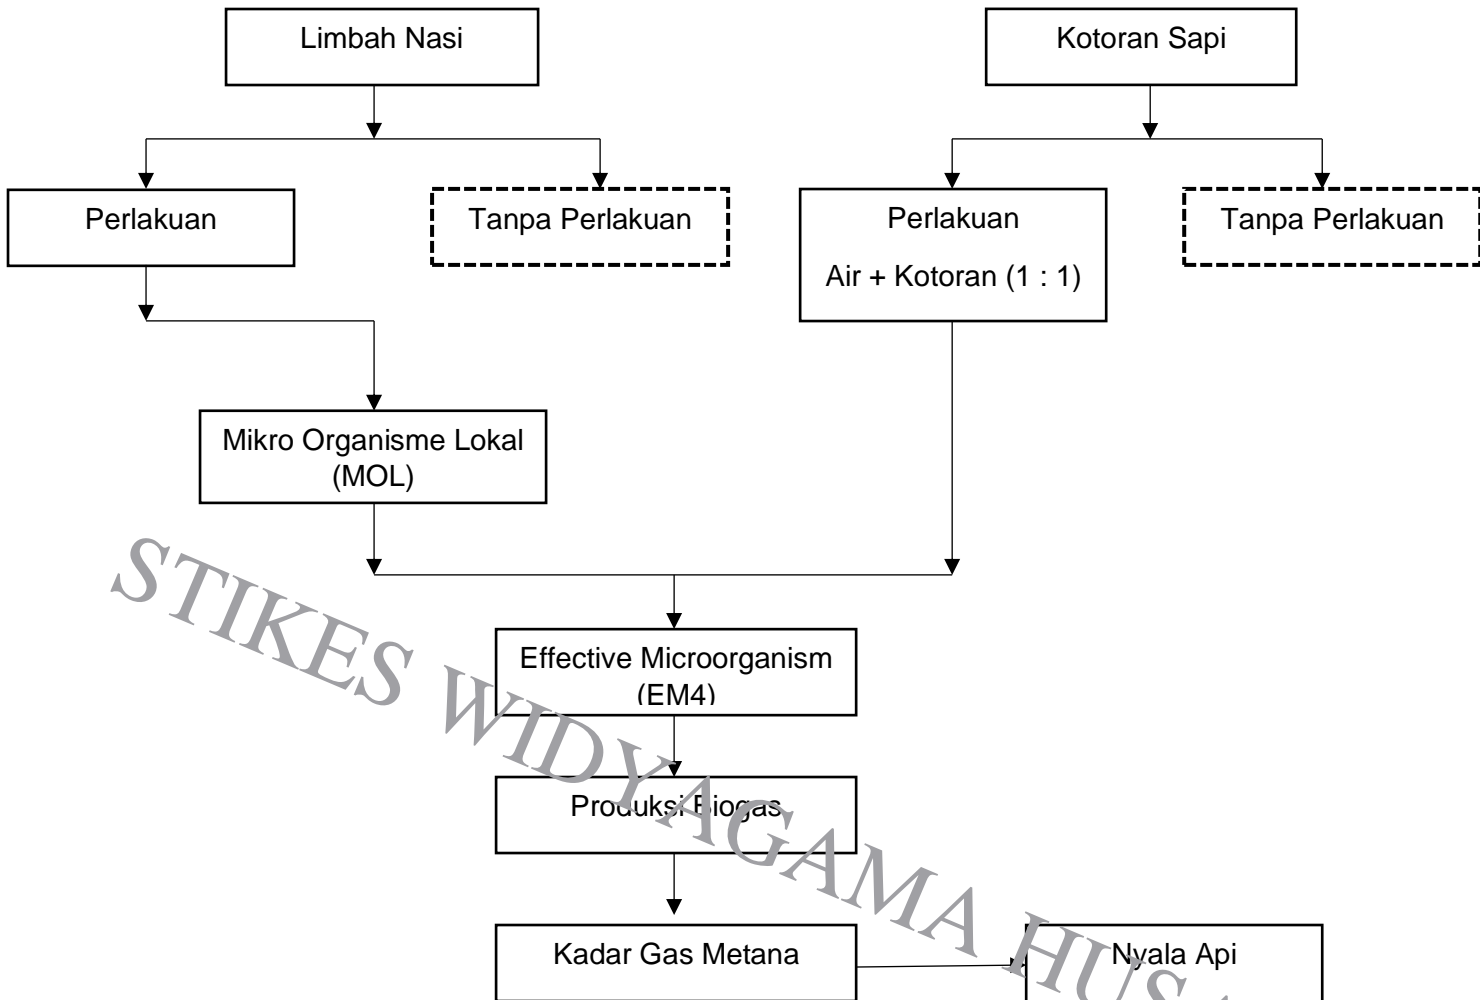 Limbah Nasi
Kotoran Sapi
Perlakuan
Tanpa Perlakuan
Perlakuan
Air + Kotoran (1 : 1)
Tanpa Perlakuan
Mikro Organisme Lokal
(MOL)
Effective Microorganism
(EM4)
Produksi Biogas
Kadar Gas Metana
Nyala Api
STIKES WIDYAGAMA